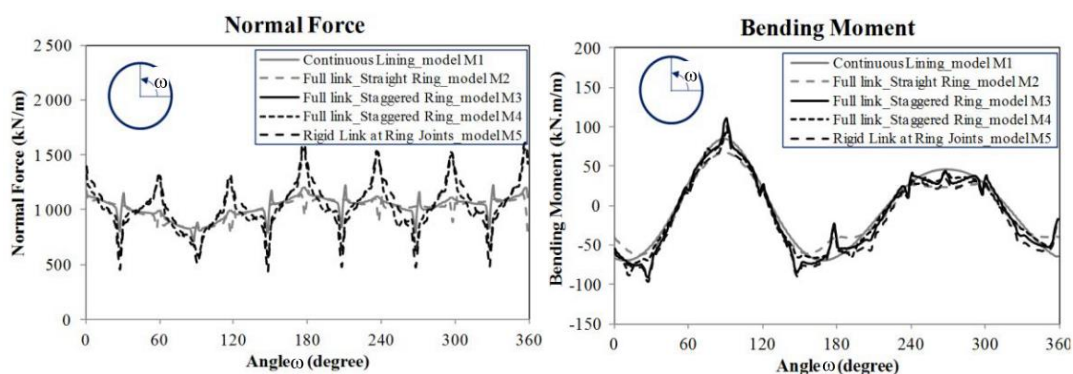 Normal Force
2 500
2 000
1 500
1 000
500
0
Normal Force (kN/m)
ω
Continuous Lining_model M1
Full link_Straight Ring_model M2
Full link_Staggered Ring_model M3
Full link_Staggered Ring_model M4
Rigid Link at Ring Joints_model M5
0 60 120 180 240 300 360
Angle ω (degree)
Bending Moment
200
150
100
50
0
-50
-100
-150
Bending Moment (kN.m/m)
ω
Continuous Lining_model M1
Full link_Straight Ring_model M2
Full link_Staggered Ring_model M3
Full link_Staggered Ring_model M4
Rigid Link at Ring Joints_model M5
0 60 120 180 240 300 360
Angle ω (degree)